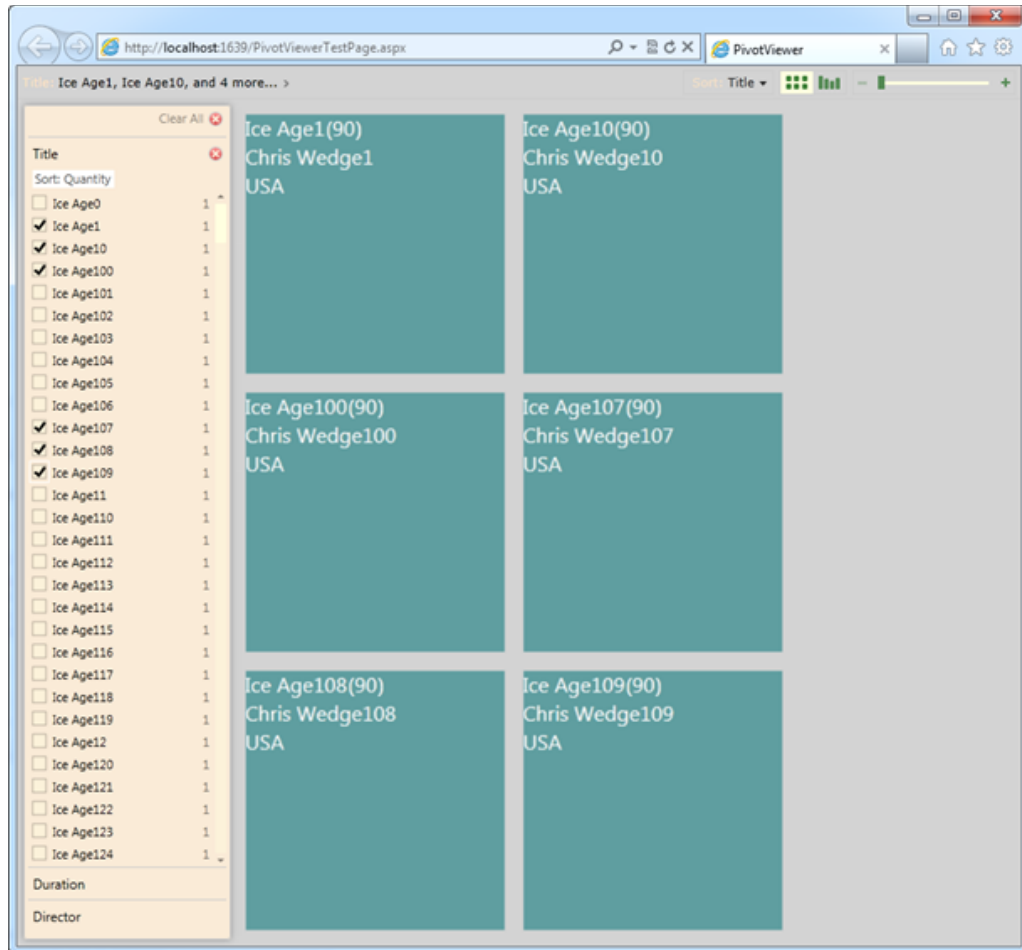 http://localhost:1639/PivotViewerTestPage.aspx
PivotViewer
Title: Ice Age1, Ice Age10, and 4 more... >
Sort: Title
Clear All
Title
Sort: Quantity
Ice Age0 1
Ice Age1 1
Ice Age10 1
Ice Age100 1
Ice Age101 1
Ice Age102 1
Ice Age103 1
Ice Age104 1
Ice Age105 1
Ice Age106 1
Ice Age107 1
Ice Age108 1
Ice Age109 1
Ice Age11 1
Ice Age110 1
Ice Age111 1
Ice Age112 1
Ice Age113 1
Ice Age114 1
Ice Age115 1
Ice Age116 1
Ice Age117 1
Ice Age118 1
Ice Age119 1
Ice Age12 1
Ice Age120 1
Ice Age121 1
Ice Age122 1
Ice Age123 1
Ice Age124 1
Duration
Director
Ice Age1(90)
Chris Wedge1
USA
Ice Age10(90)
Chris Wedge10
USA
Ice Age100(90)
Chris Wedge100
USA
Ice Age107(90)
Chris Wedge107
USA
Ice Age108(90)
Chris Wedge108
USA
Ice Age109(90)
Chris Wedge109
USA